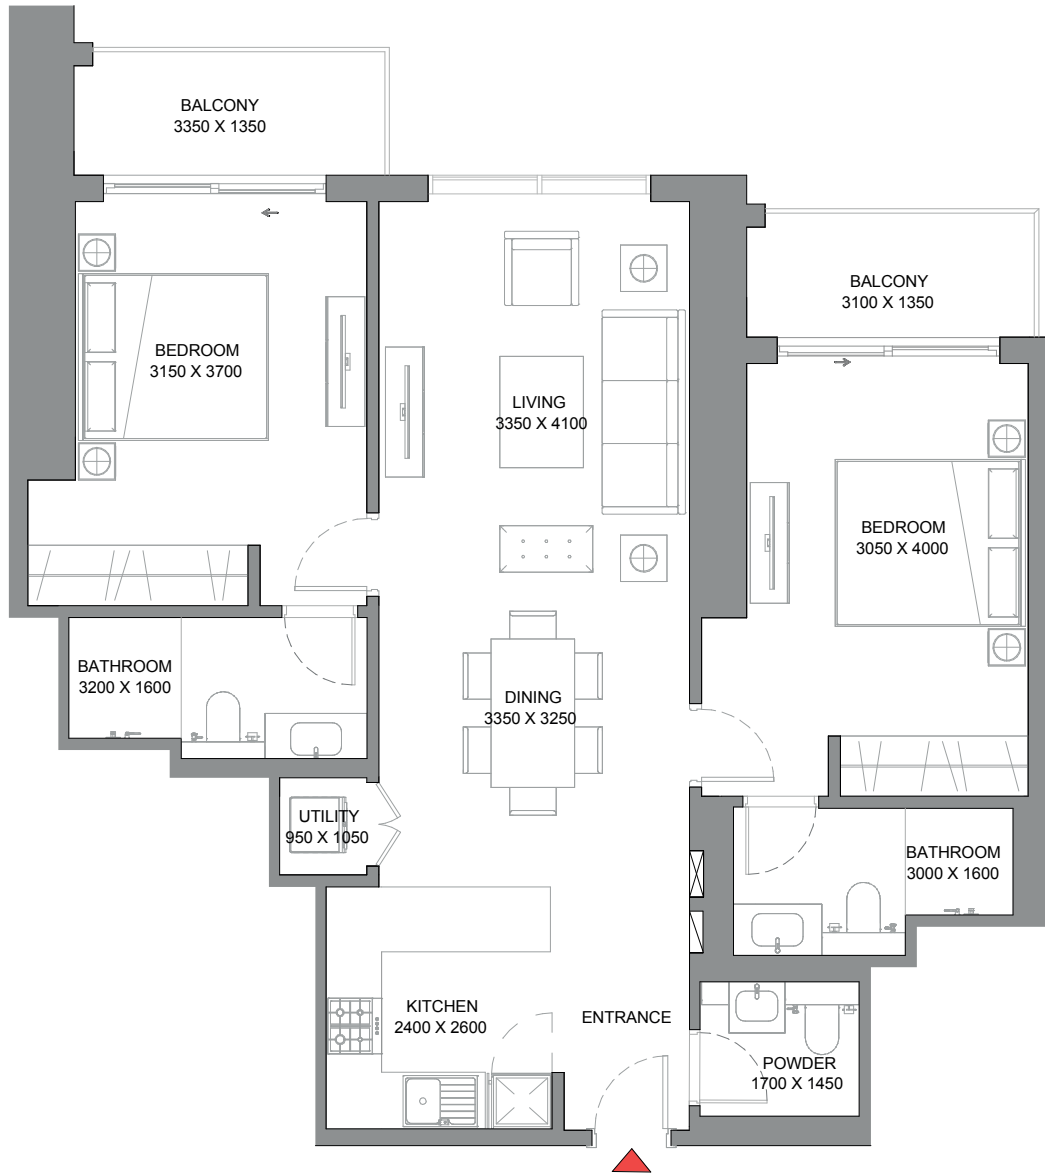 BALCONY
3350 X 1350
BALCONY
3100 X 1350
BEDROOM
3150 X 3700
LIVING
3350 X 4100
BEDROOM
3050 X 4000
BATHROOM
3200 X 1600
DINING
3350 X 3250
UTILITY
950 X 1050
BATHROOM
3000 X 1600
KITCHEN
2400 X 2600
ENTRANCE
POWDER
1700 X 1450